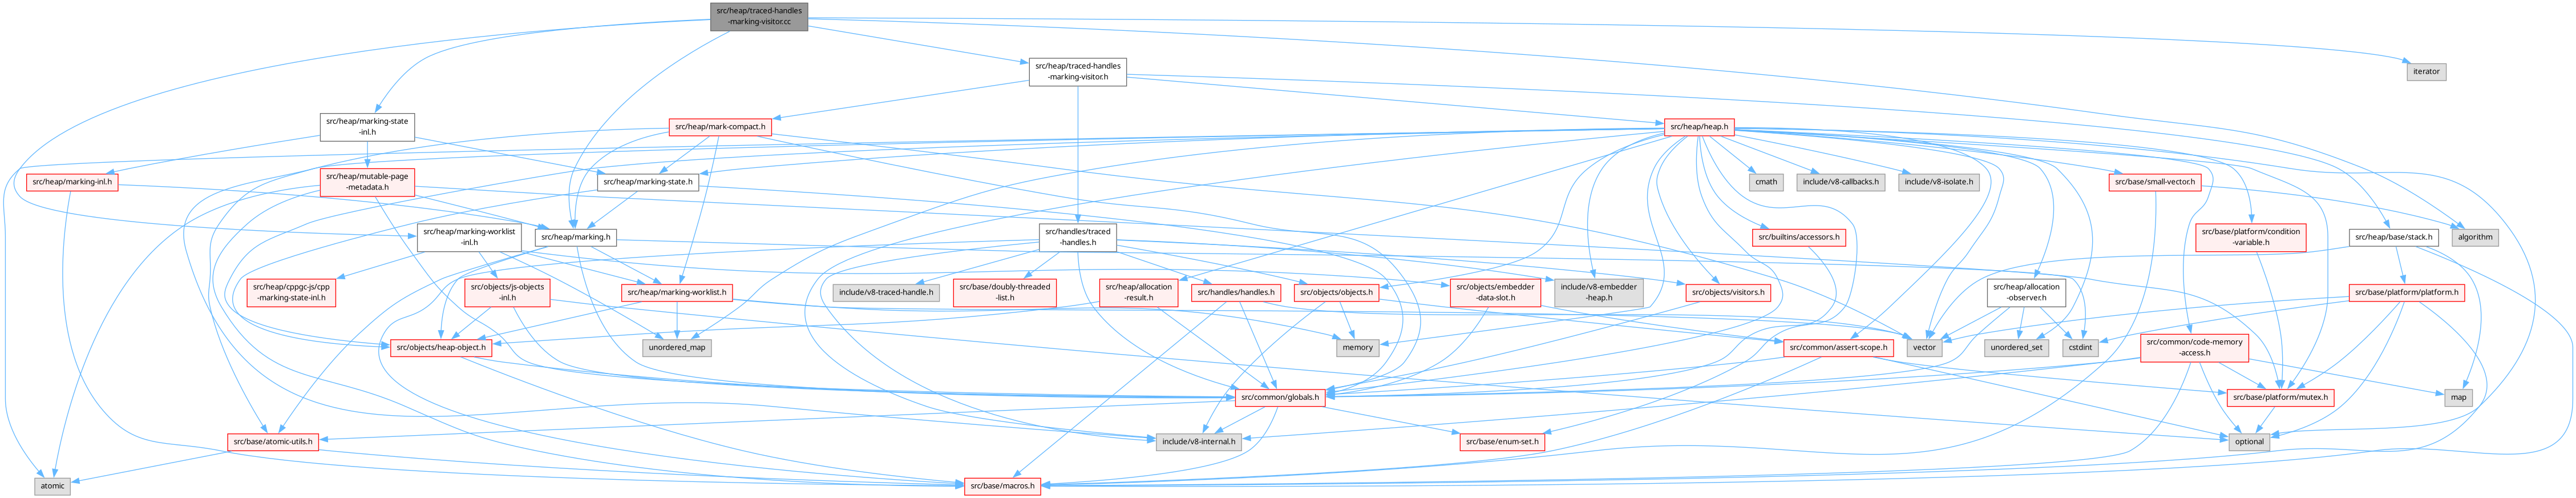 src/heap/traced-handles
-marking-visitor.cc
iterator
src/heap/traced-handles
-marking-visitor.h
src/heap/marking-state
-inl.h
src/heap/mark-compact.h
src/heap/heap.h
src/heap/marking-inl.h
src/heap/mutable-page
-metadata.h
src/heap/marking-state.h
cmath
include/v8-callbacks.h
include/v8-isolate.h
src/base/small-vector.h
src/heap/marking-worklist
-inl.h
src/heap/marking.h
src/handles/traced
-handles.h
src/builtins/accessors.h
src/base/platform/condition
-variable.h
src/heap/base/stack.h
algorithm
src/heap/cppgc-js/cpp
-marking-state-inl.h
src/objects/js-objects
-inl.h
src/heap/marking-worklist.h
include/v8-traced-handle.h
src/base/doubly-threaded
-list.h
src/heap/allocation
-result.h
src/handles/handles.h
src/objects/objects.h
src/objects/embedder
-data-slot.h
include/v8-embedder
-heap.h
src/objects/visitors.h
src/heap/allocation
-observer.h
src/base/platform/platform.h
src/objects/heap-object.h
unordered_map
memory
src/common/assert-scope.h
vector
unordered_set
cstdint
src/common/code-memory
-access.h
src/common/globals.h
src/base/platform/mutex.h
map
src/base/atomic-utils.h
include/v8-internal.h
src/base/enum-set.h
optional
atomic
src/base/macros.h